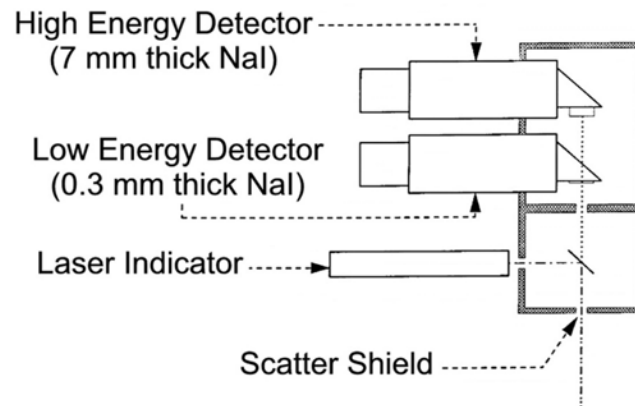 High Energy Detector
(7 mm thick NaI)
Low Energy Detector
(0.3 mm thick NaI)
Laser Indicator
Scatter Shield